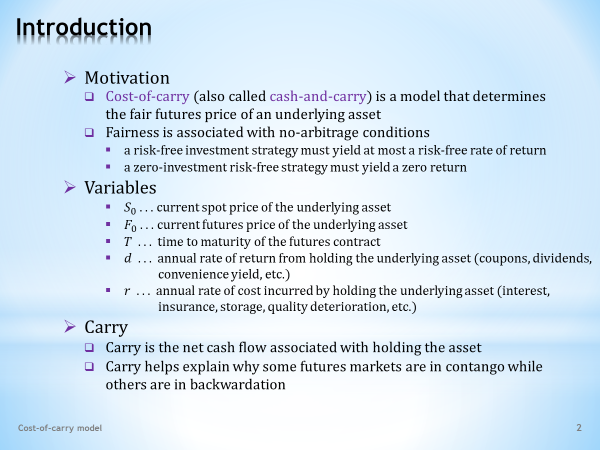 Introduction
Motivation
Cost-of-carry (also called cash-and-carry) is a model that determines
the fair futures price of an underlying asset
Fairness is associated with no-arbitrage conditions
a risk-free investment strategy must yield at most a risk-free rate of return
a zero-investment risk-free strategy must yield a zero return
Variables
S₀ … current spot price of the underlying asset
F₀ … current futures price of the underlying asset
T … time to maturity of the futures contract
d … annual rate of return from holding the underlying asset (coupons, dividends,
convenience yield, etc.)
r … annual rate of cost incurred by holding the underlying asset (interest,
insurance, storage, quality deterioration, etc.)
Carry
Carry is the net cash flow associated with holding the asset
Carry helps explain why some futures markets are in contango while
others are in backwardation
Cost-of-carry model
2